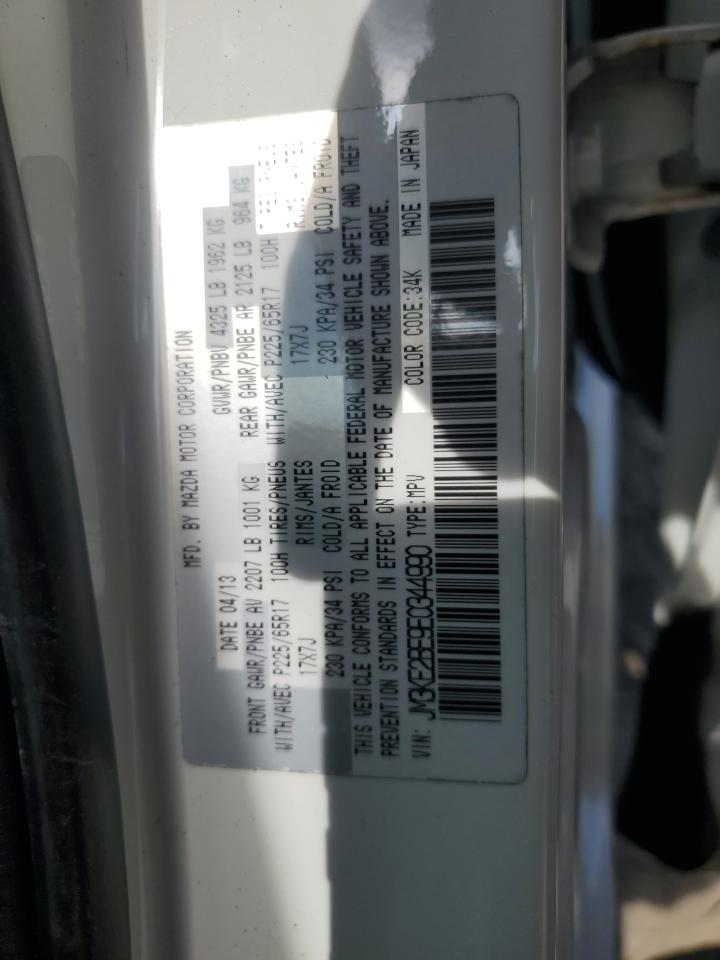 MFD. BY MAZDA MOTOR CORPORATION
DATE 04/13 GVWR/PNBV 4325 LB 1962 KG
FRONT GAWR/PNBE AV 2207 LB 1001 KG REAR GAWR/PNBE AR 2125 LB 964 KG
WITH/AVEC P225/65R17 100H TIRES/PNEUS WITH/AVEC P225/65R17 100H TIRES/PNEUS
17X7J RIMS/JANTES 17X7J RIMS/JANTES
230 KPA/34 PSI COLD/A FROID 230 KPA/34 PSI COLD/A FROID
THIS VEHICLE CONFORMS TO ALL APPLICABLE FEDERAL MOTOR VEHICLE SAFETY AND THEFT
PREVENTION STANDARDS IN EFFECT ON THE DATE OF MANUFACTURE SHOWN ABOVE.
VIN: JM3KE2BE9E0344990 TYPE:MPV COLOR CODE:34K MADE IN JAPAN